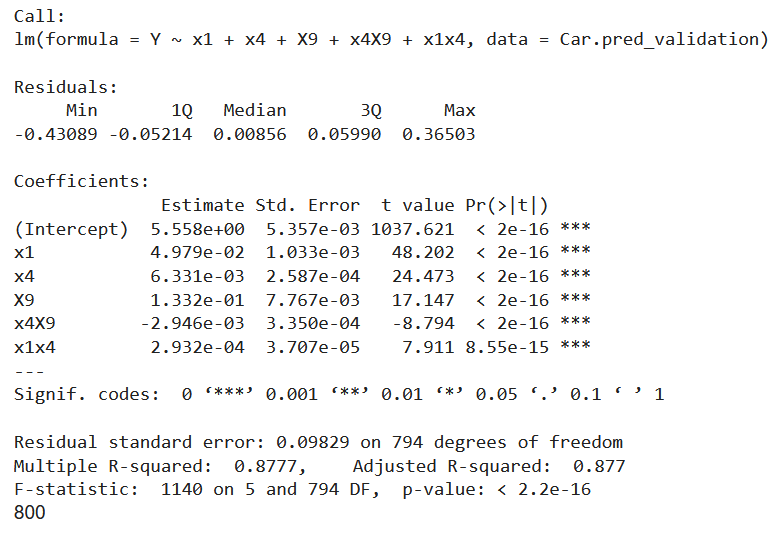 Call:
lm(formula = Y ~ x1 + x4 + X9 + x4X9 + x1x4, data = Car.pred_validation)
Residuals:
Min 1Q Median 3Q Max
-0.43089 -0.05214 0.00856 0.05990 0.36503
Coefficients:
Estimate Std. Error t value Pr(>|t|)
(Intercept) 5.558e+00 5.357e-03 1037.621 < 2e-16 ***
x1 4.979e-02 1.033e-03 48.202 < 2e-16 ***
x4 6.331e-03 2.587e-04 24.473 < 2e-16 ***
X9 1.332e-01 7.767e-03 17.147 < 2e-16 ***
x4X9 -2.946e-03 3.350e-04 -8.794 < 2e-16 ***
x1x4 2.932e-04 3.707e-05 7.911 8.55e-15 ***
---
Signif. codes: 0 ‘***’ 0.001 ‘**’ 0.01 ‘*’ 0.05 ‘.’ 0.1 ‘ ’ 1
Residual standard error: 0.09829 on 794 degrees of freedom
Multiple R-squared: 0.8777, Adjusted R-squared: 0.877
F-statistic: 1140 on 5 and 794 DF, p-value: < 2.2e-16
800